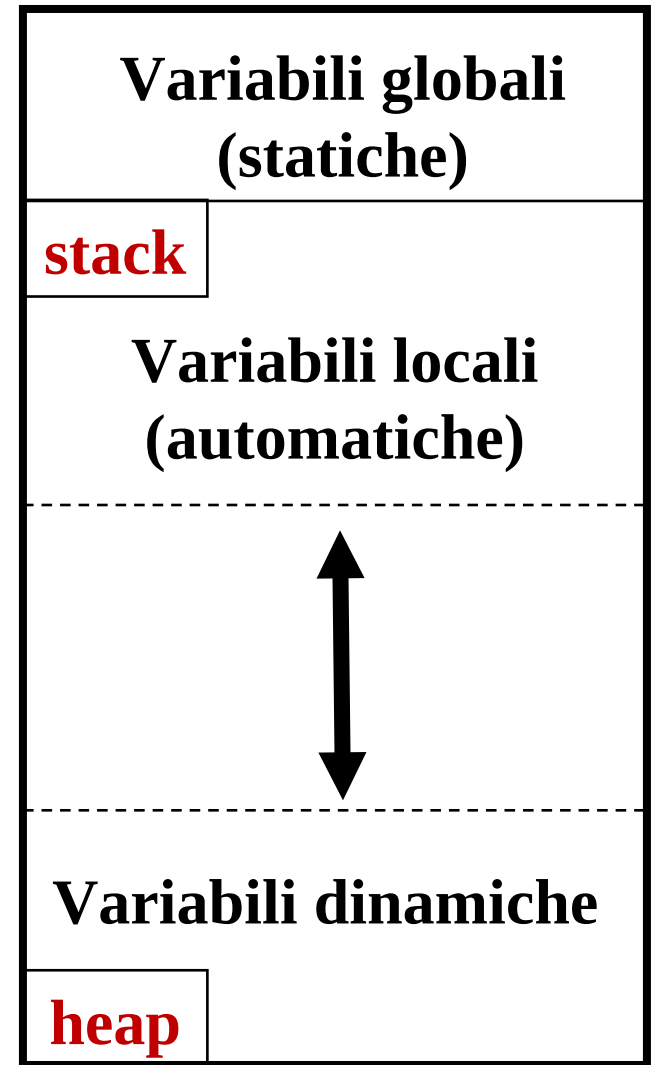 Variabili globali
(statiche)
stack
Variabili locali
(automatiche)
Variabili dinamiche
heap